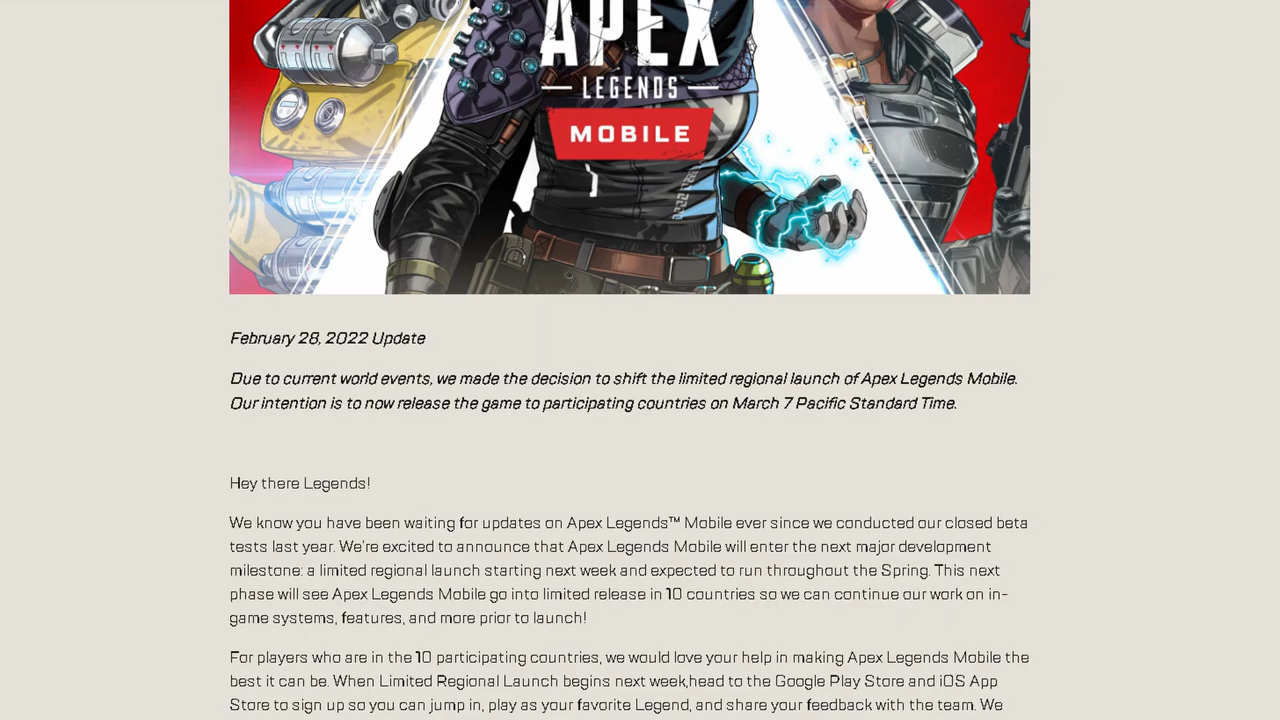 APEX
LEGENDS
MOBILE
February 28, 2022 Update
Due to current world events, we made the decision to shift the limited regional launch of Apex Legends Mobile.
Our intention is to now release the game to participating countries on March 7 Pacific Standard Time.
Hey there Legends!
We know you have been waiting for updates on Apex Legends™ Mobile ever since we conducted our closed beta
tests last year. We're excited to announce that Apex Legends Mobile will enter the next major development
milestone: a limited regional launch starting next week and expected to run throughout the Spring. This next
phase will see Apex Legends Mobile go into limited release in 10 countries so we can continue our work on in-
game systems, features, and more prior to launch!
For players who are in the 10 participating countries, we would love your help in making Apex Legends Mobile the
best it can be. When Limited Regional Launch begins next week,head to the Google Play Store and iOS App
Store to sign up so you can jump in, play as your favorite Legend, and share your feedback with the team. We